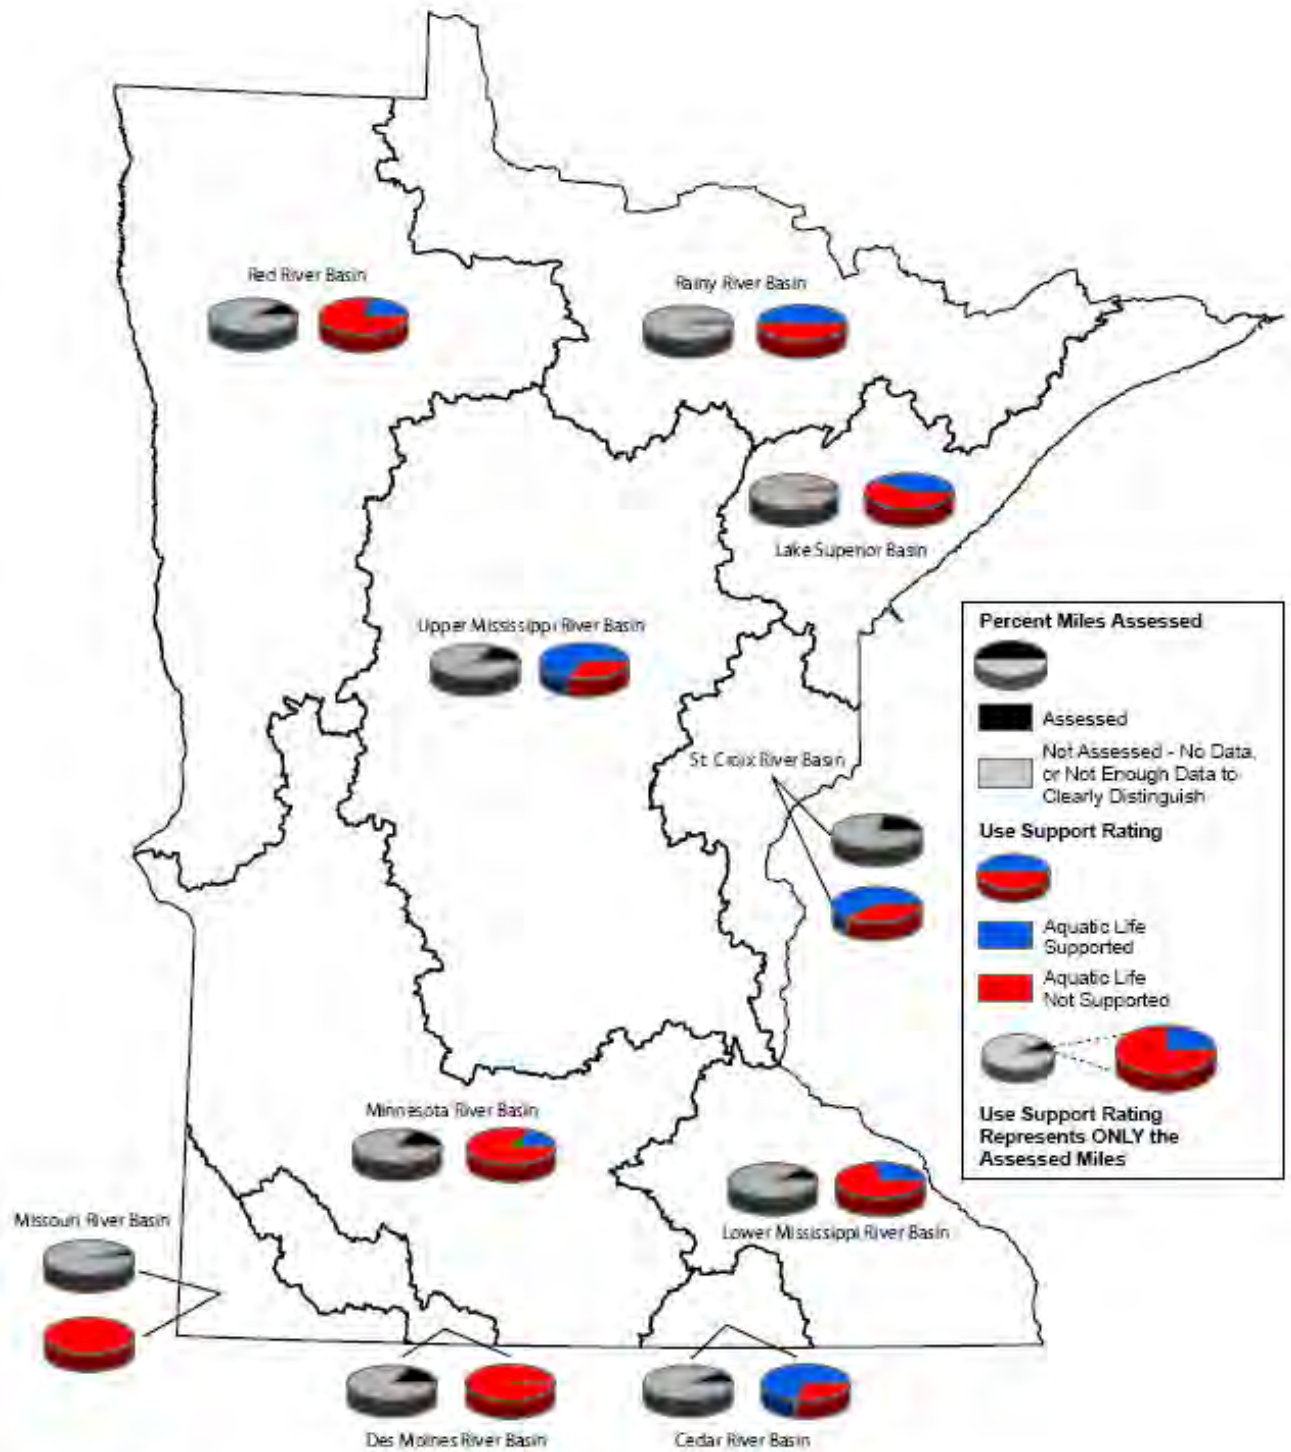 Red River Basin
Rainy River Basin
Lake Superior Basin
Upper Mississippi River Basin
St. Croix River Basin
Minnesota River Basin
Lower Mississippi River Basin
Missouri River Basin
Des Moines River Basin
Cedar River Basin
Percent Miles Assessed
Assessed
Not Assessed - No Data,
or Not Enough Data to
Clearly Distinguish
Use Support Rating
Aquatic Life
Supported
Aquatic Life
Not Supported
Use Support Rating
Represents ONLY the
Assessed Miles